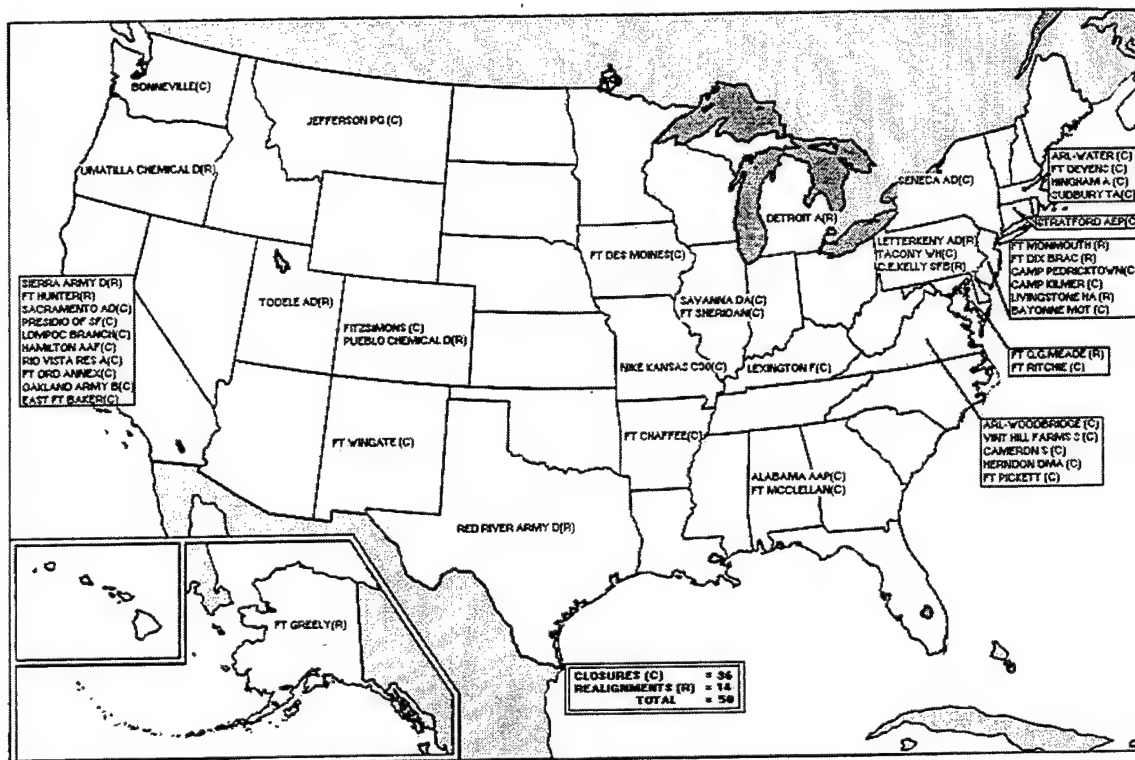 BONNEVILLE(C)
JEFFERSON PG (C)
UMATILLA CHEMICAL D(R)
SENECA AD(C)
ARL-WATER (C)
FT DEVENS (C)
HINGHAM A (C)
SUDBURY TA(C)
STRATFORD AEP(C
DETROIT A(R)
LETTERKENY AD(R)
TACONY WH(C)
C.E.KELLY SFB(R)
FT MONMOUTH (R)
FT DIX BRAC (R)
CAMP PEDRICKTOWN(C
CAMP KILMER (C)
LIVINGSTONE HA (R)
BAYONNE MOT (C)
FT DES MOINES(C)
SIERRA ARMY D(R)
FT HUNTER(R)
SACRAMENTO AD(C)
PRESIDIO OF SF(C)
LOMPOC BRANCH(C)
HAMILTON AAF(C)
RIO VISTA RES A(C)
FT ORD ANNEX(C)
OAKLAND ARMY B(C)
EAST FT BAKER(C)
TOOELE AD(R)
FITZSIMONS (C)
PUEBLO CHEMICAL D(R)
SAVANNA DA(C)
FT SHERIDAN(C)
NIKE KANSAS C30(C)
LEXINGTON F(C)
FT G.G.MEADE (R)
FT RITCHIE (C)
FT WINGATE (C)
FT CHAFFEE(C)
ARL-WOODBRIDGE (C)
VINT HILL FARMS S (C)
CAMERON S (C)
HERNDON DMA (C)
FT PICKETT (C)
ALABAMA AAP(C)
FT MCCLELLAN(C)
RED RIVER ARMY D(R)
FT GREELY(R)
CLOSURES (C) = 36
REALIGNMENTS (R) = 14
TOTAL = 50